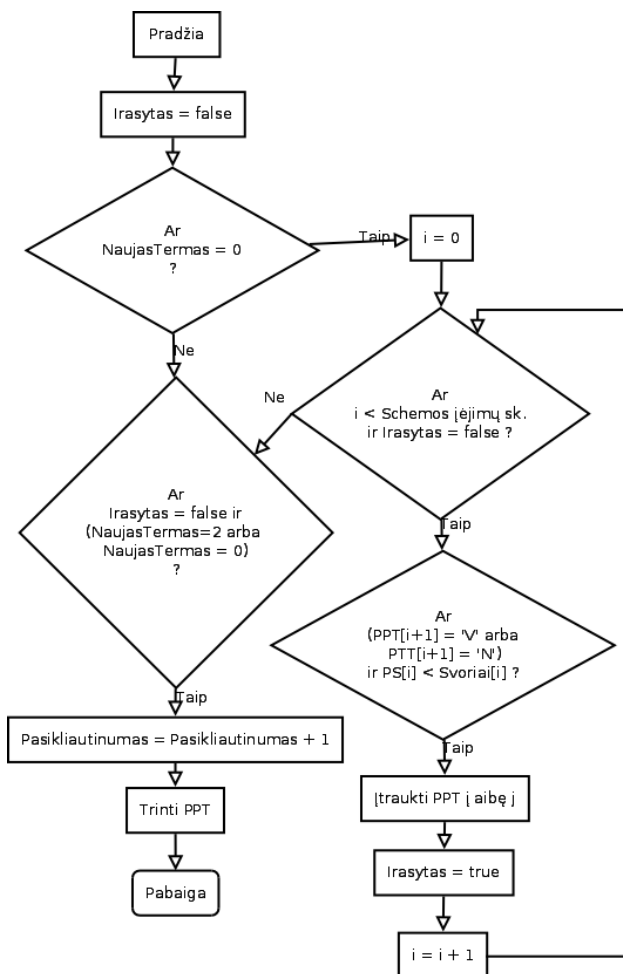 Pradžia
Irasytas = false
Ar
NaujasTermas = 0
?
Taip
i = 0
Ne
Ar
i < Schemos įėjimų sk.
ir Irasytas = false ?
Ne
Ar
Irasytas = false ir
(NaujasTermas=2 arba
NaujasTermas = 0)
?
Taip
Ar
(PPT[i+1] = 'V' arba
PTT[i+1] = 'N')
ir PS[i] < Svoriai[i] ?
Taip
Pasikliautinumas = Pasikliautinumas + 1
Taip
Trinti PPT
Įtraukti PPT į aibę j
Pabaiga
Irasytas = true
i = i + 1